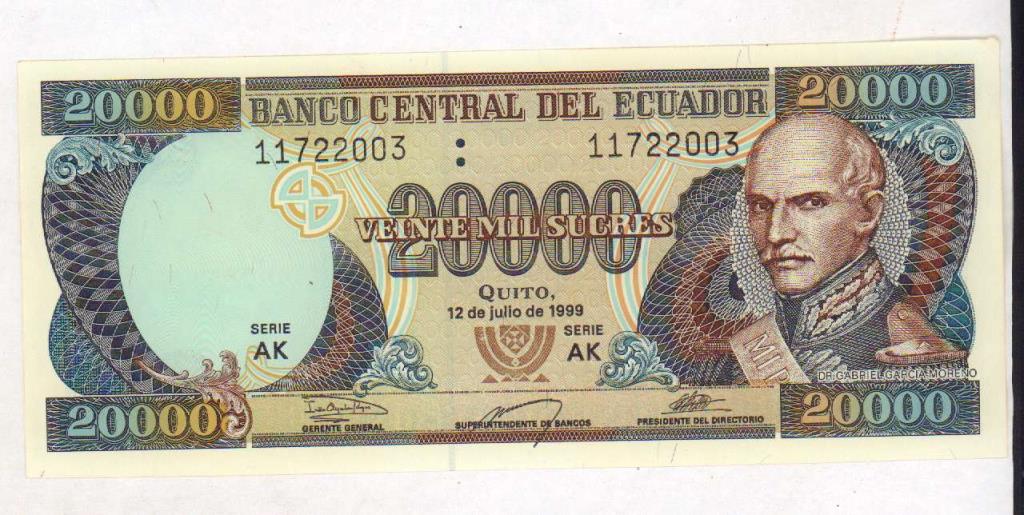 20000 BANCO CENTRAL DEL ECUADOR 20000
11722003 : 11722003
20000
VEINTE MIL SUCRES
QUITO,
12 de julio de 1999
SERIE SERIE
AK AK
DR. GABRIEL GARCIA MORENO
20000 20000
GERENTE GENERAL SUPERINTENDENTE DE BANCOS PRESIDENTE DEL DIRECTORIO